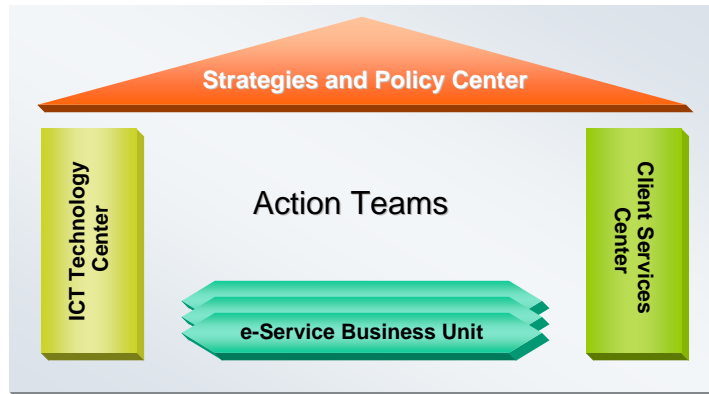 Strategies and Policy Center
ICT Technology
Center
Action Teams
Client Services
Center
e-Service Business Unit